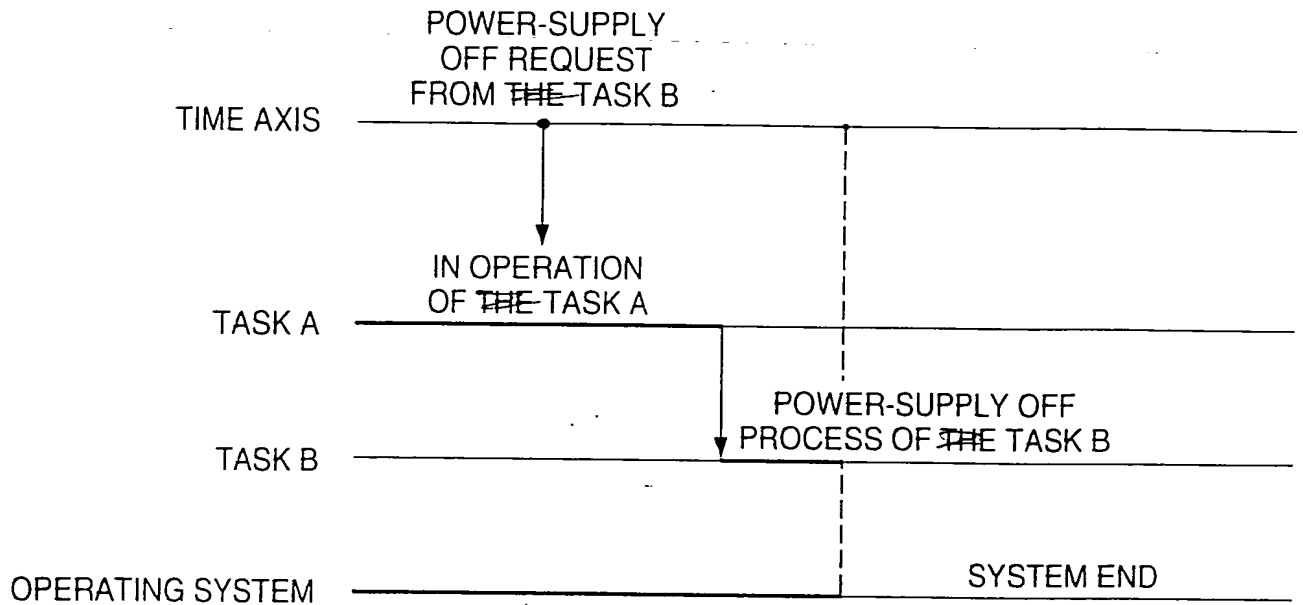 POWER-SUPPLY
OFF REQUEST
FROM THE TASK B
TIME AXIS
IN OPERATION
OF THE TASK A
TASK A
POWER-SUPPLY OFF
PROCESS OF THE TASK B
TASK B
SYSTEM END
OPERATING SYSTEM